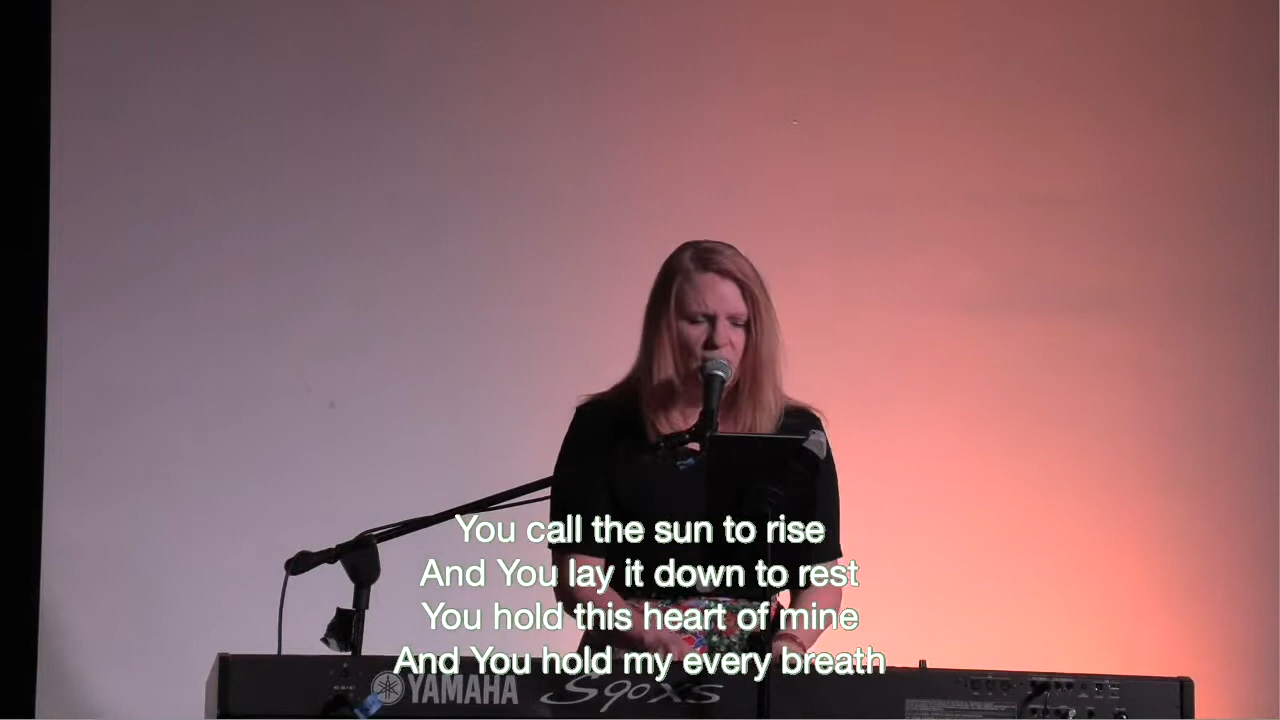 You call the sun to rise
And You lay it down to rest
You hold this heart of mine
And You hold my every breath
YAMAHA S90XS